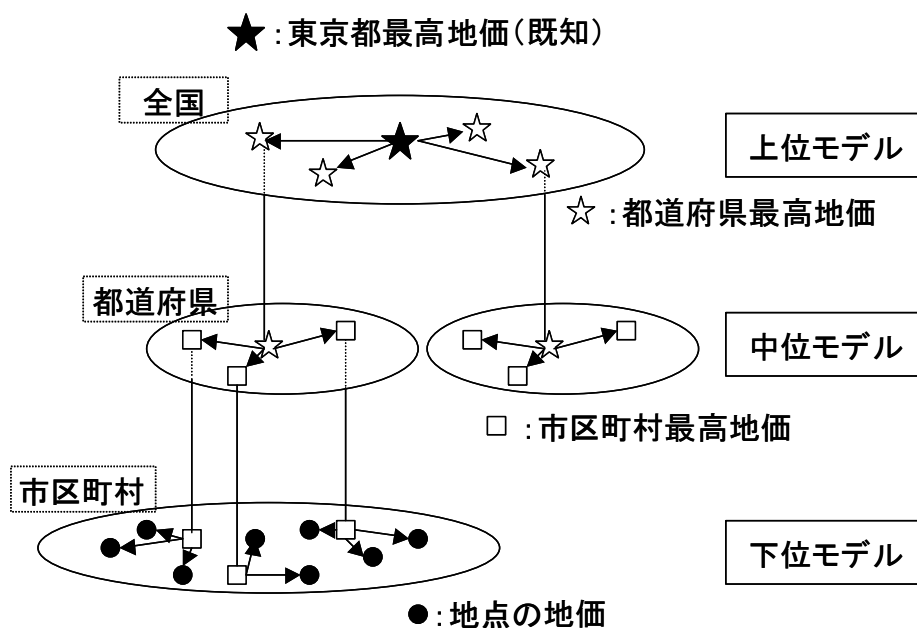 ★:東京都最高地価(既知)
全国
上位モデル
☆:都道府県最高地価
都道府県
中位モデル
□:市区町村最高地価
市区町村
下位モデル
●:地点の地価